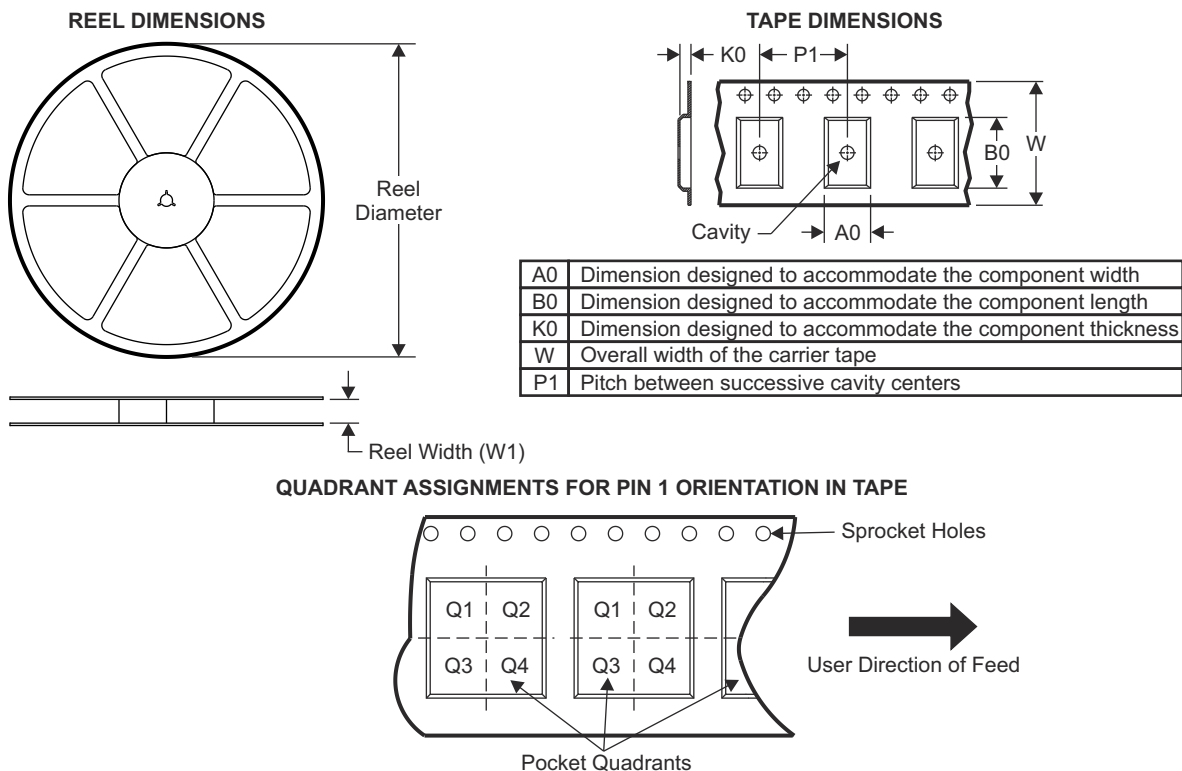 REEL DIMENSIONS
Reel
Diameter
Reel Width (W1)
TAPE DIMENSIONS
K0
P1
B0
W
Cavity
A0
A0 Dimension designed to accommodate the component width
B0 Dimension designed to accommodate the component length
K0 Dimension designed to accommodate the component thickness
W Overall width of the carrier tape
P1 Pitch between successive cavity centers
QUADRANT ASSIGNMENTS FOR PIN 1 ORIENTATION IN TAPE
Sprocket Holes
Q1 Q2 Q1 Q2
Q3 Q4 Q3 Q4
User Direction of Feed
Pocket Quadrants